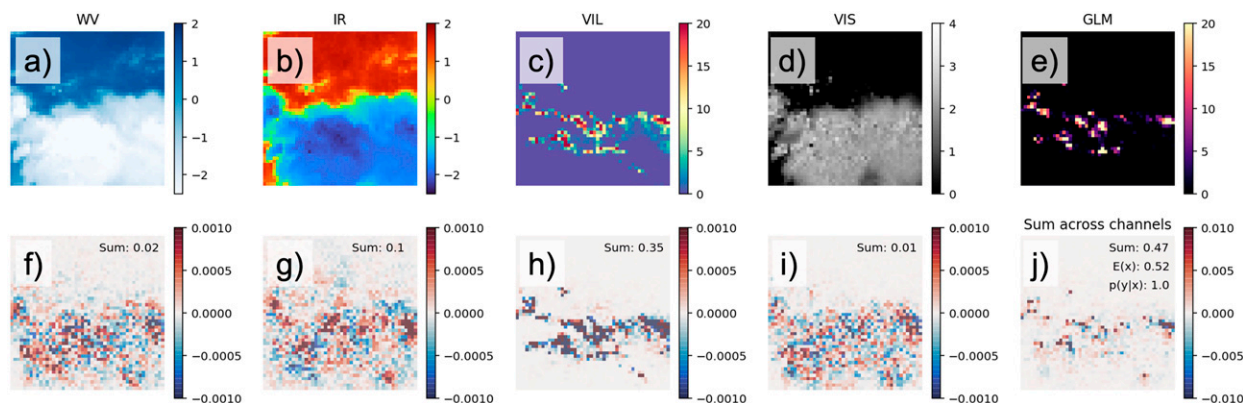 WV
IR
VIL
VIS
GLM
a)
2
1
0
−1
−2
b)
2
1
0
−1
−2
c)
20
15
10
5
0
d)
4
3
2
1
0
e)
20
15
10
5
0
Sum across channels
f)
Sum: 0.02
0.0010
0.0005
0.0000
−0.0005
−0.0010
g)
Sum: 0.1
0.0010
0.0005
0.0000
−0.0005
−0.0010
h)
Sum: 0.35
0.0010
0.0005
0.0000
−0.0005
−0.0010
i)
Sum: 0.01
0.0010
0.0005
0.0000
−0.0005
−0.0010
j)
Sum: 0.47
E(x): 0.52
p(y|x): 1.0
0.010
0.005
0.000
−0.005
−0.010